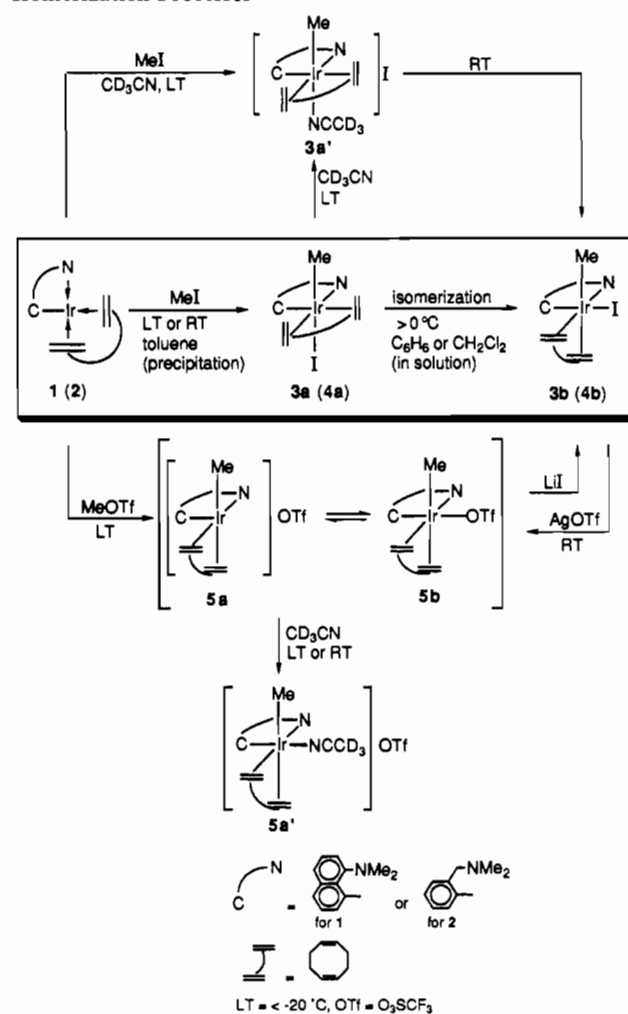 Me
MeI
CD3CN, LT
N
C
Ir
I
NCCD3
3a'
RT
CD3CN
LT
N
C
Ir
1 (2)
MeI
LT or RT
toluene
(precipitation)
Me
N
C
Ir
I
3a (4a)
isomerization
>0 °C
C6H6 or CH2Cl2
(in solution)
Me
N
C
Ir
I
3b (4b)
MeOTf
LT
Me
N
C
Ir
OTf
5a
Me
N
C
Ir
OTf
5b
LiI
AgOTf
RT
CD3CN
LT or RT
Me
N
C
Ir
NCCD3
OTf
5a'
N
C
=
NMe2
for 1
or
NMe2
for 2
=
LT = < -20 °C, OTf = O3SCF3